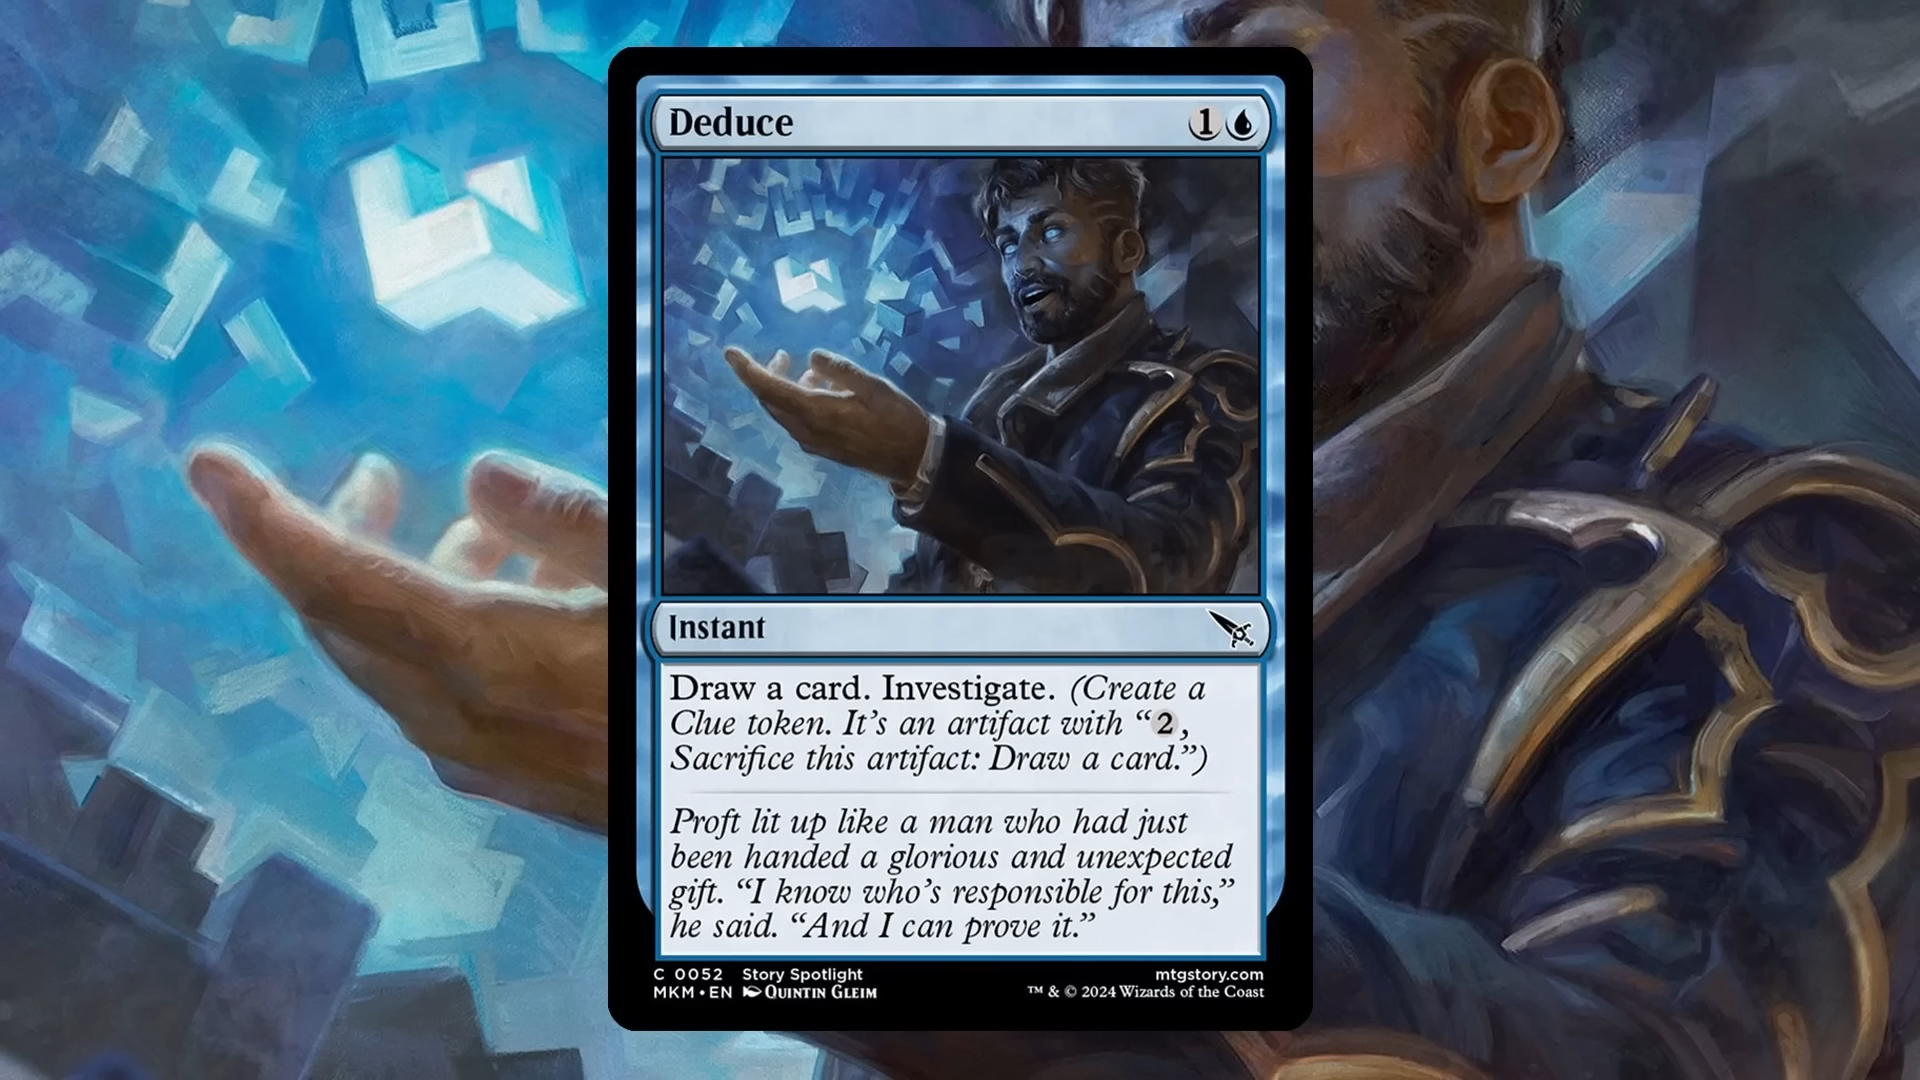 Deduce 1
Instant
Draw a card. Investigate. (Create a
Clue token. It's an artifact with “2,
Sacrifice this artifact: Draw a card.”)
Proft lit up like a man who had just
been handed a glorious and unexpected
gift. “I know who's responsible for this,”
he said. “And I can prove it.”
C 0052 Story Spotlight mtgstory.com
MKM • EN Quintin Gleim ™ & © 2024 Wizards of the Coast